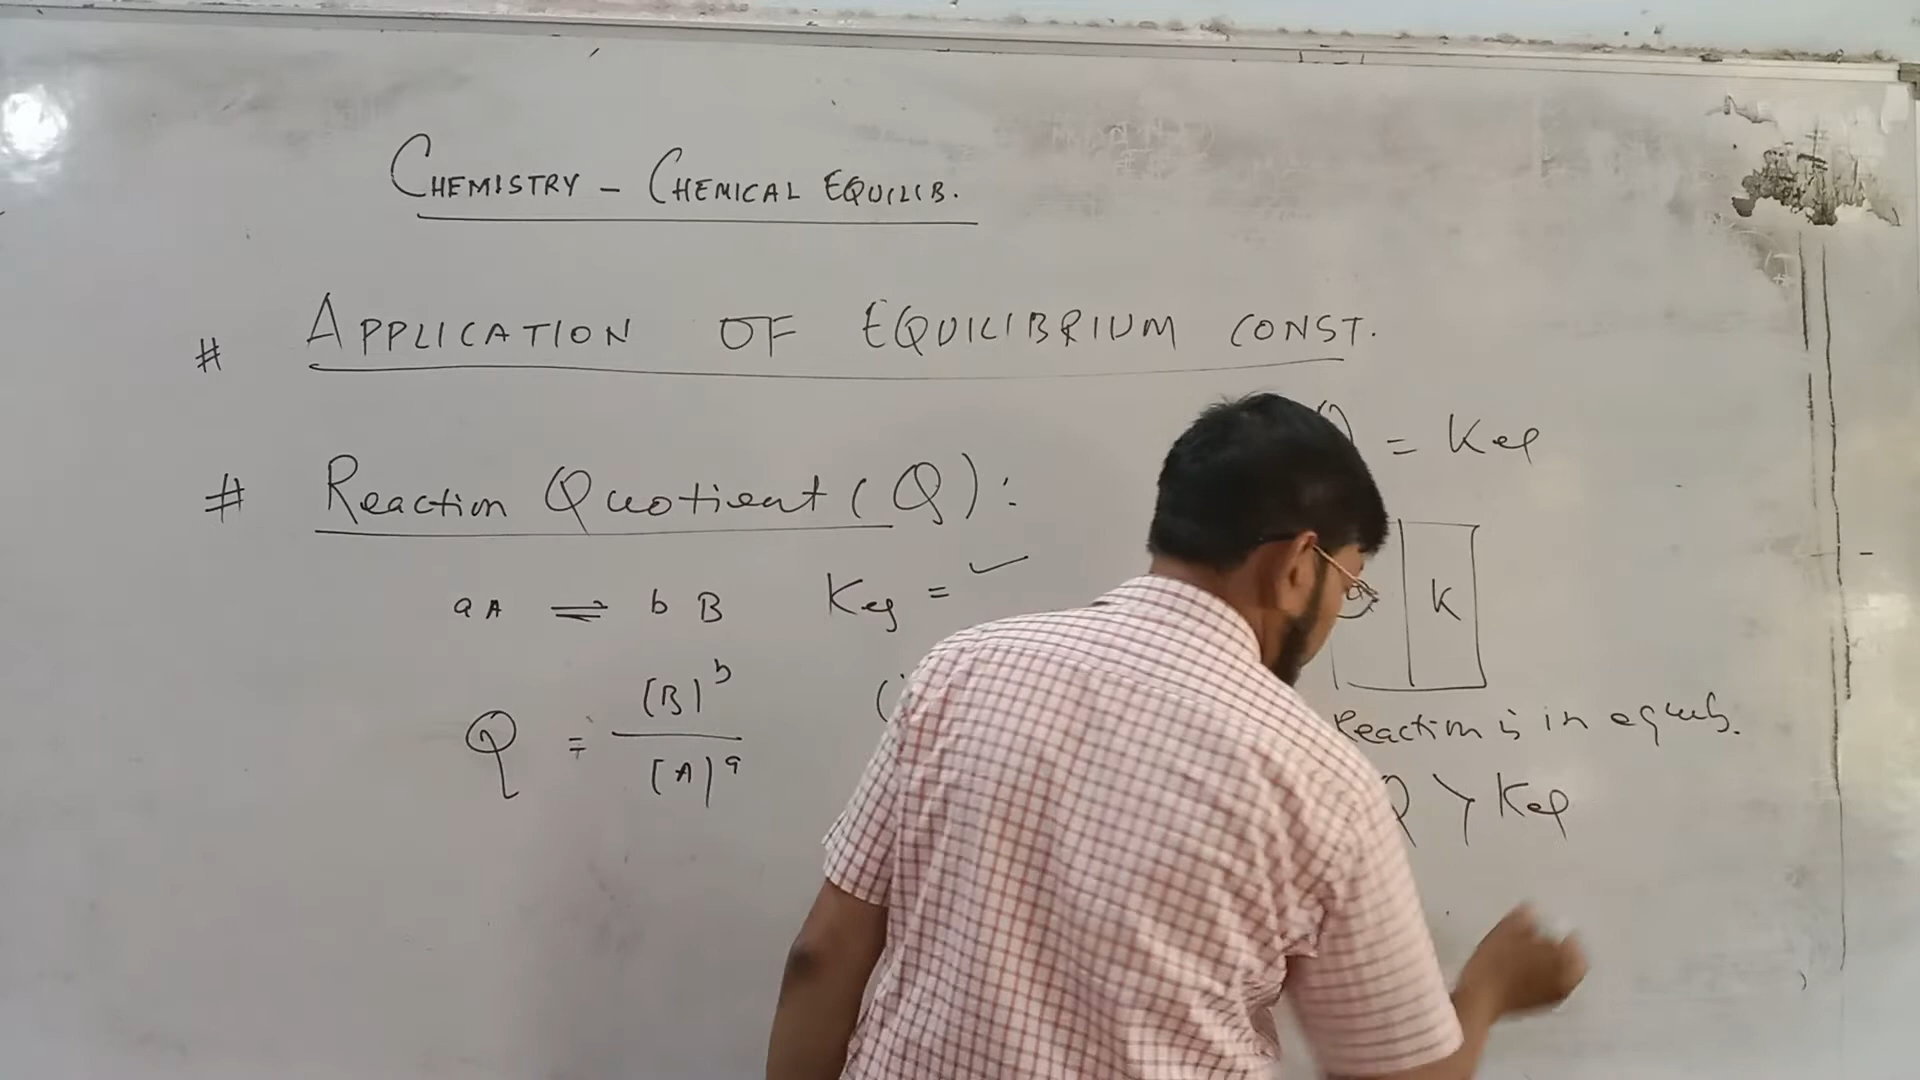 CHEMISTRY - CHEMICAL EQUILIB.
# APPLICATION OF EQUILIBRIUM CONST.
# Reaction Quotient (Q):
aA ⇌ bB Keq = ✓
Q = [B]^b / [A]^a
(i
Q = Keq
Q K
Reaction is in equib.
Q > Keq